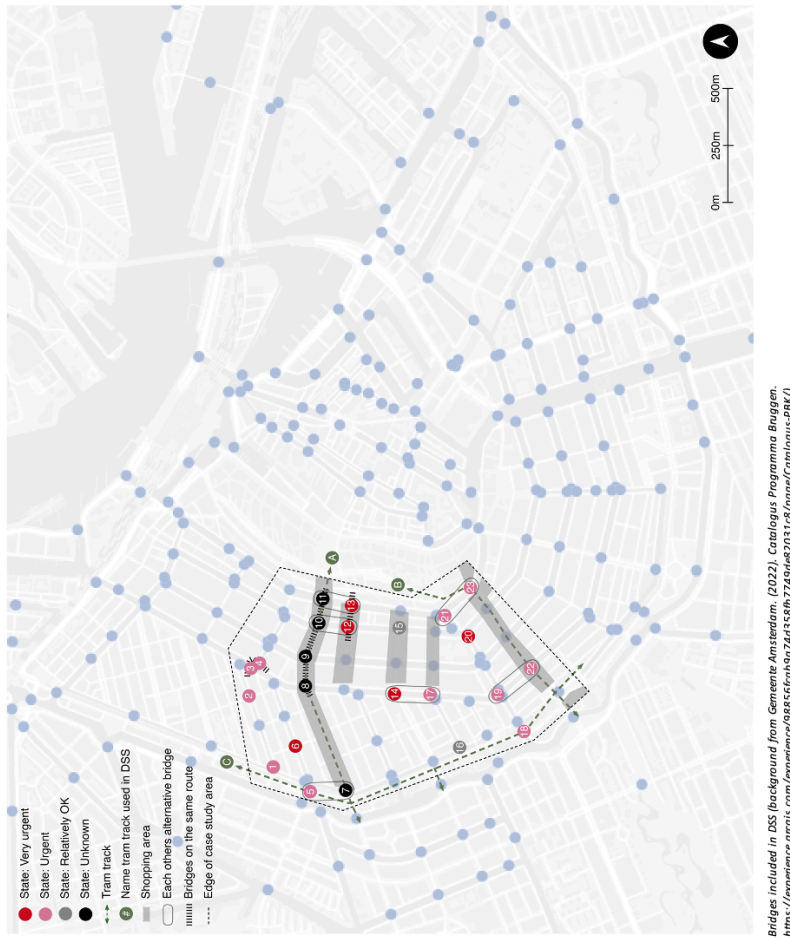 State: Very urgent
State: Urgent
State: Relatively OK
State: Unknown
Tram track
# Name tram track used in DSS
Shopping area
Each others alternative bridge
Bridges on the same route
Edge of case study area
0m 250m 500m
A
B
C
1
2
3
4
5
6
7
8
9
10
11
12
13
14
15
16
17
18
19
20
21
22
23
Bridges included in DSS (background from Gemeente Amsterdam. (2022). Catalogus Programma Bruggen.